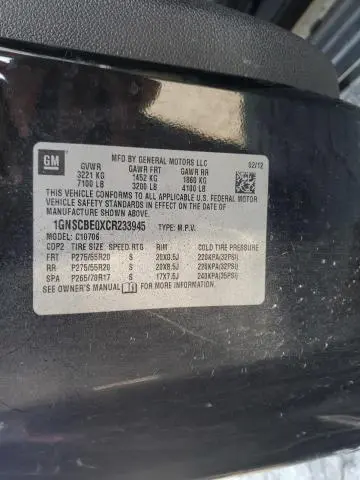 GM
MFD BY GENERAL MOTORS LLC 02/12
GVWR GAWR FRT GAWR RR
3221 KG 1452 KG 1860 KG
7100 LB 3200 LB 4100 LB
THIS VEHICLE CONFORMS TO ALL APPLICABLE U.S. FEDERAL MOTOR
VEHICLE SAFETY STANDARDS IN EFFECT ON THE DATE OF
MANUFACTURE SHOWN ABOVE.
1GNSCBE0XCR233945 TYPE: M.P.V.
MODEL: C10706
COP2 TIRE SIZE SPEED RTG RIM COLD TIRE PRESSURE
FRT P275/55R20 S 20X8.5J 220KPA(32PSI)
RR P275/55R20 S 20X8.5J 220KPA(32PSI)
SPA P265/70R17 S 17X7.5J 240KPA(35PSI)
SEE OWNER'S MANUAL FOR MORE INFORMATION.